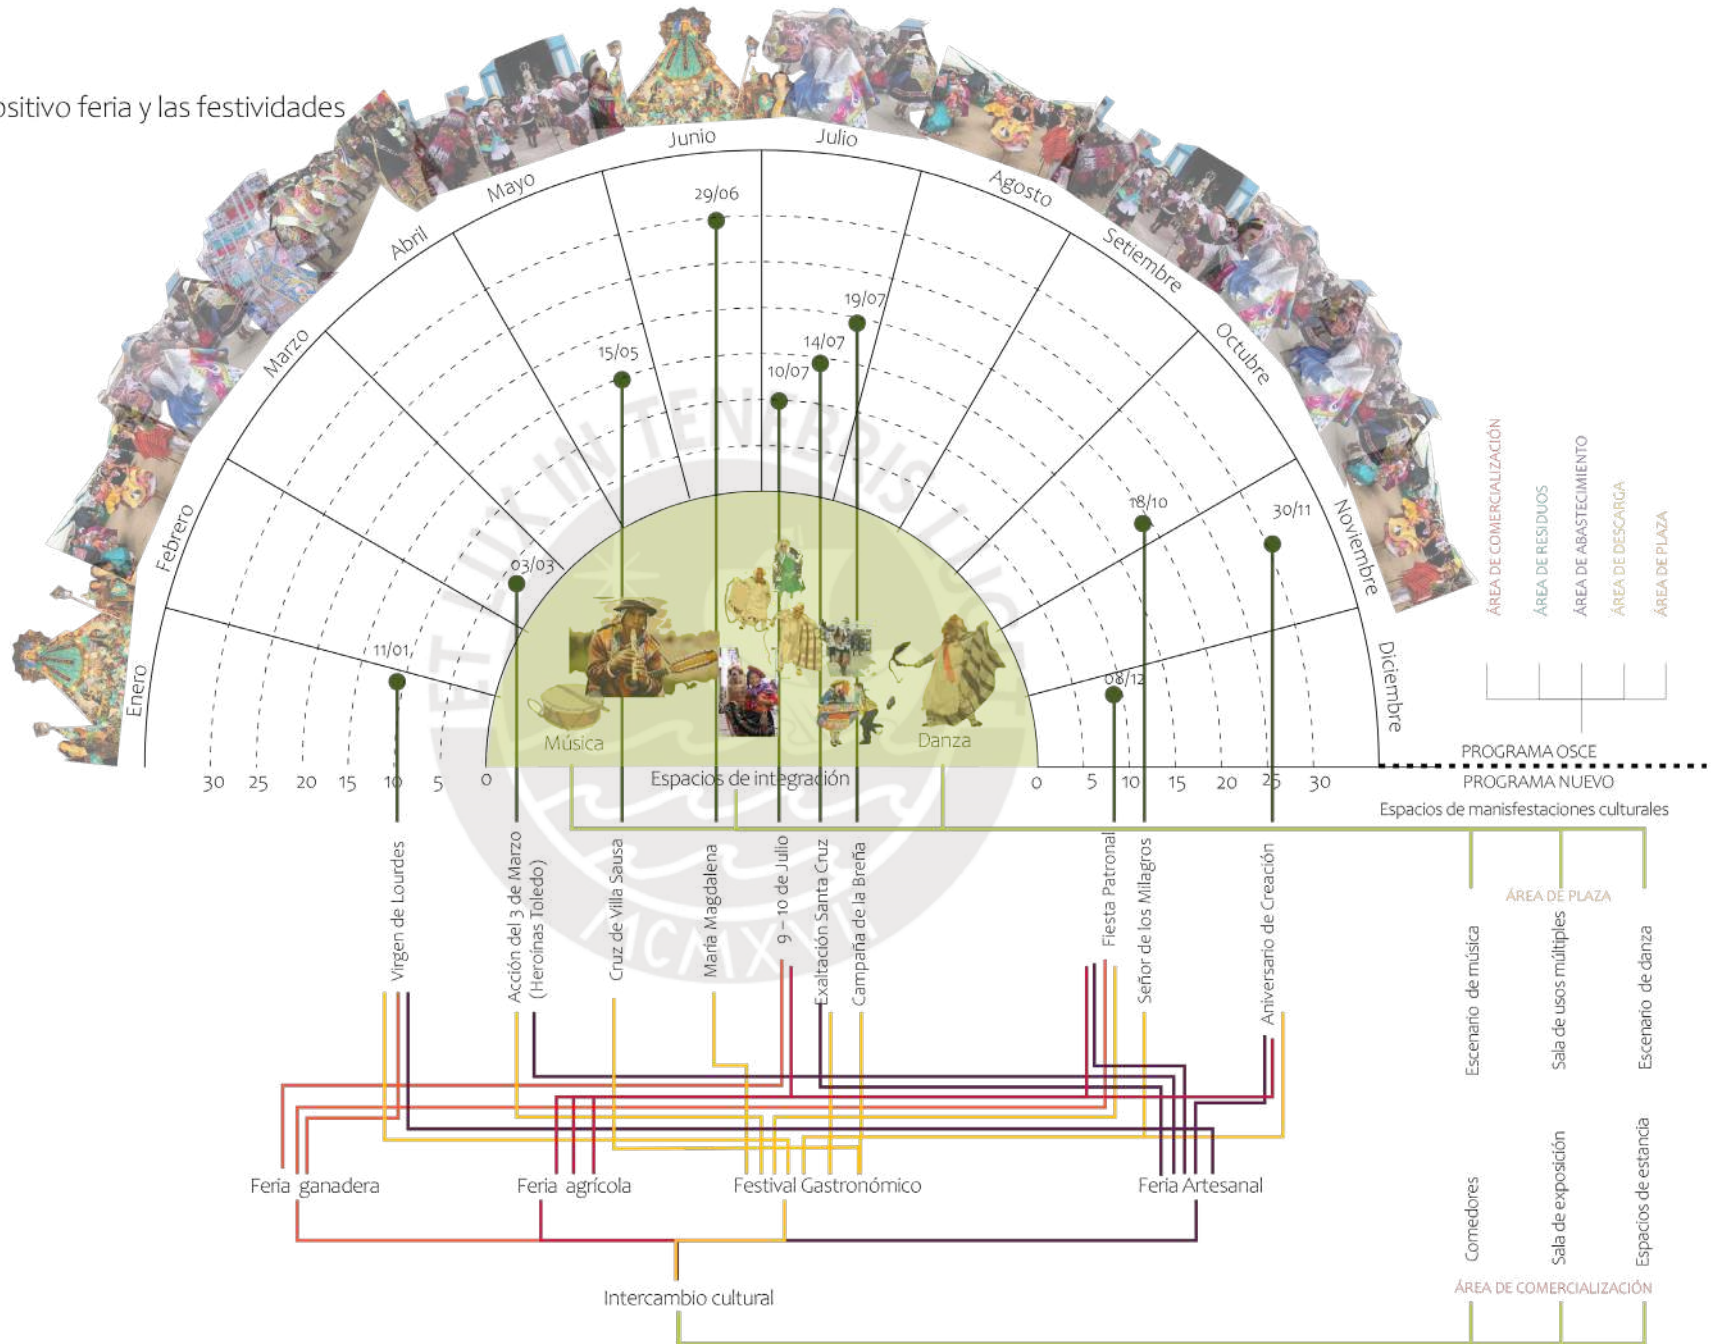 ositivo feria y las festividades
Enero
Febrero
Marzo
Abril
Mayo
Junio
Julio
Agosto
Setiembre
Octubre
Noviembre
Diciembre
11/01
03/03
15/05
29/06
10/07
14/07
19/07
18/10
30/11
08/12
ET LUX IN TENEBRIS LUCET
MCMXVII
Música
Danza
Espacios de integración
30 25 20 15 10 5 0
0 5 10 15 20 25 30
ÁREA DE COMERCIALIZACIÓN
ÁREA DE RESIDUOS
ÁREA DE ABASTECIMIENTO
ÁREA DE DESCARGA
ÁREA DE PLAZA
PROGRAMA OSCE
PROGRAMA NUEVO
Espacios de manisfestaciones culturales
Virgen de Lourdes
Acción del 3 de Marzo
(Heroínas Toledo)
Cruz de Villa Sausa
María Magdalena
9 – 10 de Julio
Exaltación Santa Cruz
Campaña de la Breña
Fiesta Patronal
Señor de los Milagros
Aniversario de Creación
ÁREA DE PLAZA
Escenario de música
Sala de usos múltiples
Escenario de danza
Feria ganadera
Feria agrícola
Festival Gastronómico
Feria Artesanal
Comedores
Sala de exposición
Espacios de estancia
ÁREA DE COMERCIALIZACIÓN
Intercambio cultural